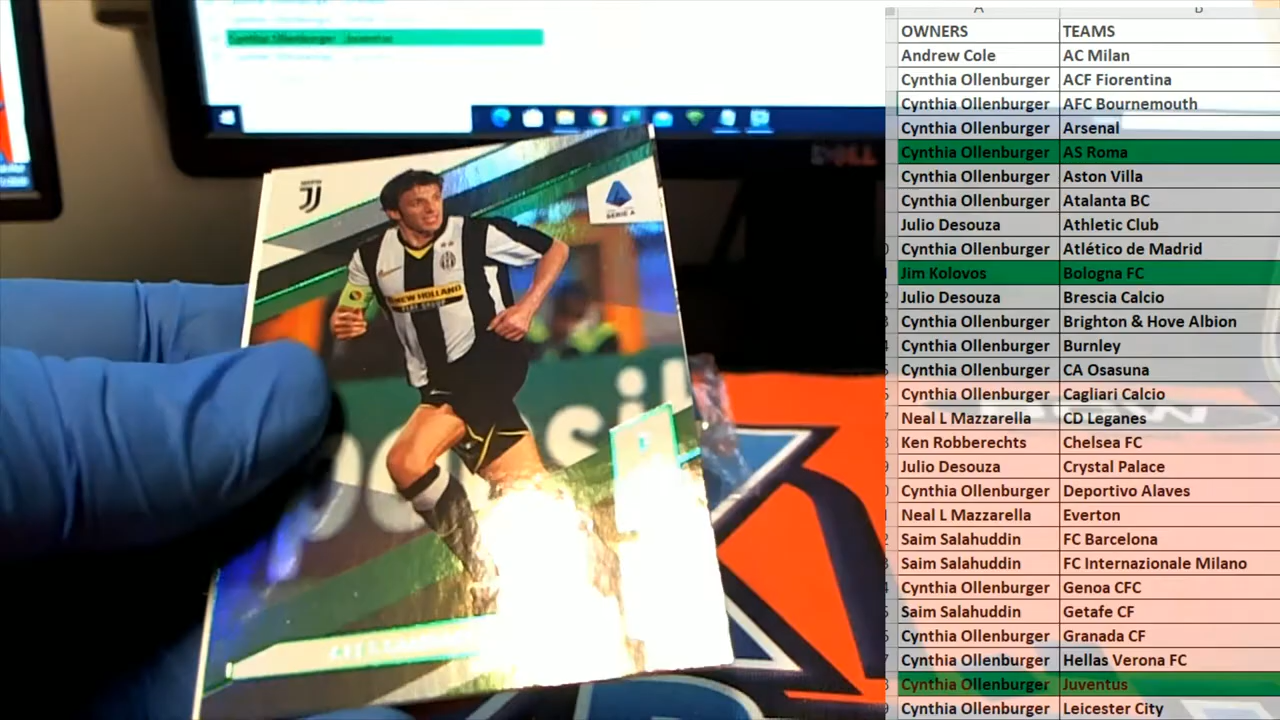 Cynthia Ollenburger Juventus
DELL
SERIE A
NEW HOLLAND
A B
OWNERS TEAMS
Andrew Cole AC Milan
Cynthia Ollenburger ACF Fiorentina
Cynthia Ollenburger AFC Bournemouth
Cynthia Ollenburger Arsenal
Cynthia Ollenburger AS Roma
Cynthia Ollenburger Aston Villa
Cynthia Ollenburger Atalanta BC
Julio Desouza Athletic Club
Cynthia Ollenburger Atlético de Madrid
Jim Kolovos Bologna FC
Julio Desouza Brescia Calcio
Cynthia Ollenburger Brighton & Hove Albion
Cynthia Ollenburger Burnley
Cynthia Ollenburger CA Osasuna
Cynthia Ollenburger Cagliari Calcio
Neal L Mazzarella CD Leganes
Ken Robberechts Chelsea FC
Julio Desouza Crystal Palace
Cynthia Ollenburger Deportivo Alaves
Neal L Mazzarella Everton
Saim Salahuddin FC Barcelona
Saim Salahuddin FC Internazionale Milano
Cynthia Ollenburger Genoa CFC
Saim Salahuddin Getafe CF
Cynthia Ollenburger Granada CF
Cynthia Ollenburger Hellas Verona FC
Cynthia Ollenburger Juventus
Cynthia Ollenburger Leicester City